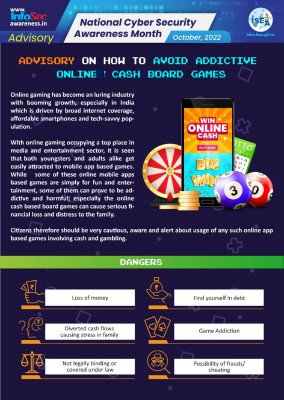 www.
InfoSec
awareness.in
Advisory
National Cyber Security
Awareness Month
October, 2022
ISEA
www.isea.gov.in
ADVISORY ON HOW TO AVOID ADDICTIVE
ONLINE CASH BOARD GAMES
Online gaming has become an luring industry
with booming growth, especially in India
which is driven by broad internet coverage,
affordable smartphones and tech-savvy pop-
ulation.
With online gaming occupying a top place in
media and entertainment sector, it is seen
that both youngsters and adults alike get
easily attracted to mobile app based games.
While some of these online mobile apps
based games are simply for fun and enter-
tainment, some of them can prove to be ad-
dictive and harmful; especially the online
cash based board games can cause serious fi-
nancial loss and distress to the family.
WIN
ONLINE
CASH
3
0
Citizens therefore should be very cautious, aware and alert about usage of any such online app
based games involving cash and gambling.
DANGERS
Loss of money
Find yourself in debt
Diverted cash flows
causing stress in family
Game Addiction
Not legally binding or
covered under law
Possibility of frauds/
cheating